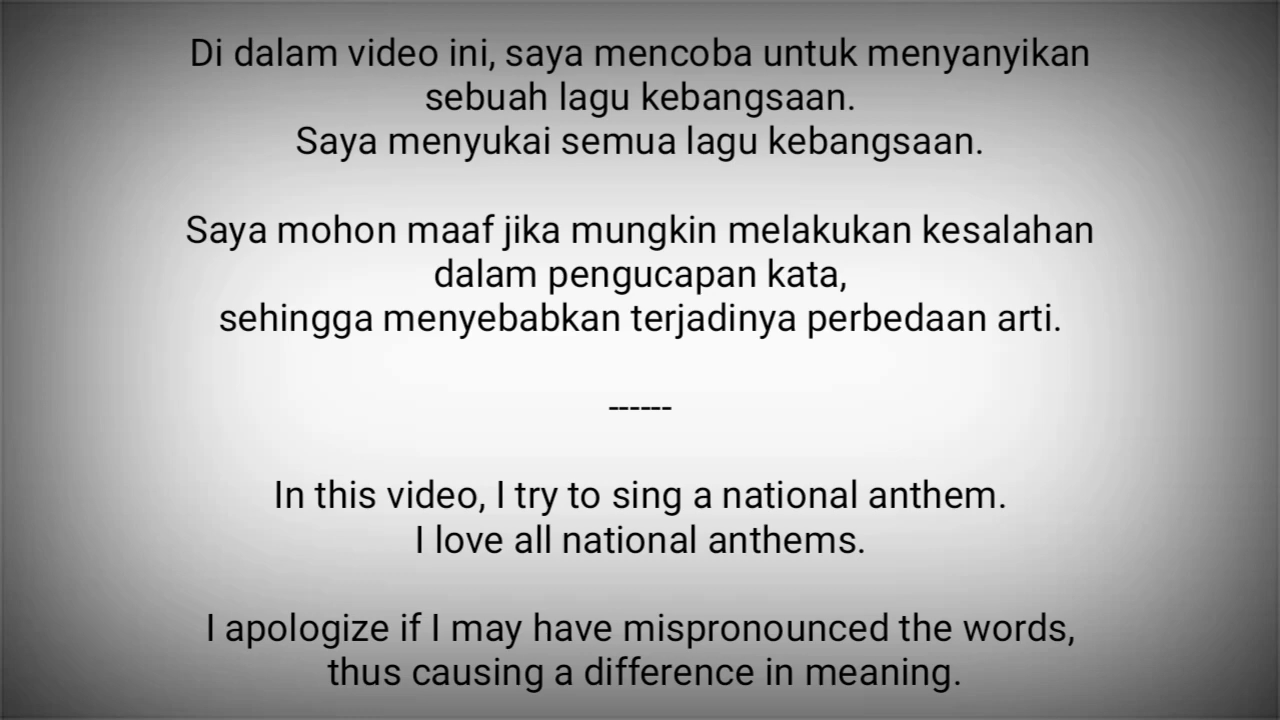 Di dalam video ini, saya mencoba untuk menyanyikan
sebuah lagu kebangsaan.
Saya menyukai semua lagu kebangsaan.
Saya mohon maaf jika mungkin melakukan kesalahan
dalam pengucapan kata,
sehingga menyebabkan terjadinya perbedaan arti.
------
In this video, I try to sing a national anthem.
I love all national anthems.
I apologize if I may have mispronounced the words,
thus causing a difference in meaning.